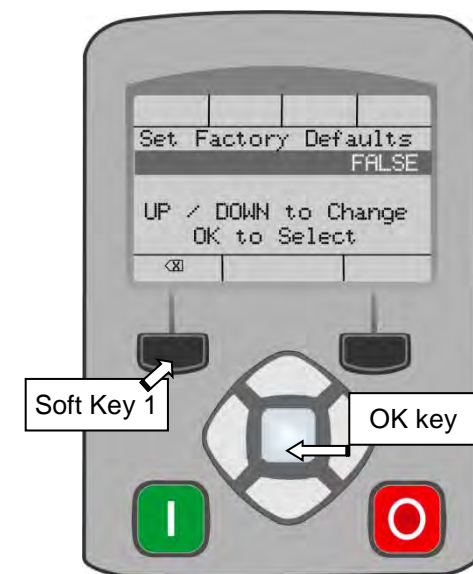 Set Factory Defaults
FALSE
UP / DOWN to Change
OK to Select
Soft Key 1
OK key
I
O